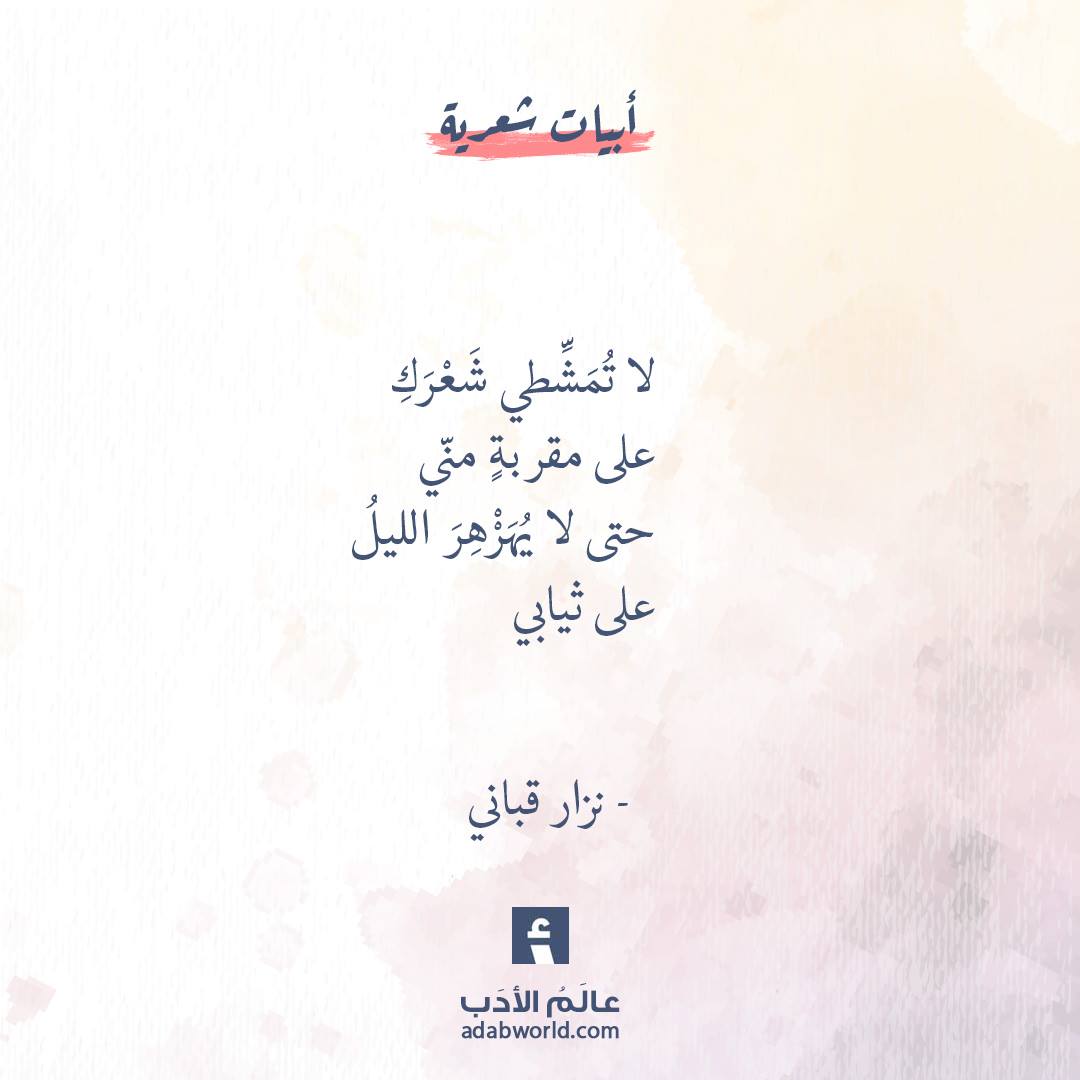 أبيات شعرية
لا تُمَشِّطي شَعْرَكِ
على مقربةٍ منّي
حتى لا يُهَزْهِرَ الليلُ
على ثيابي
- نزار قباني
أ
عالَمُ الأدَب
adabworld.com